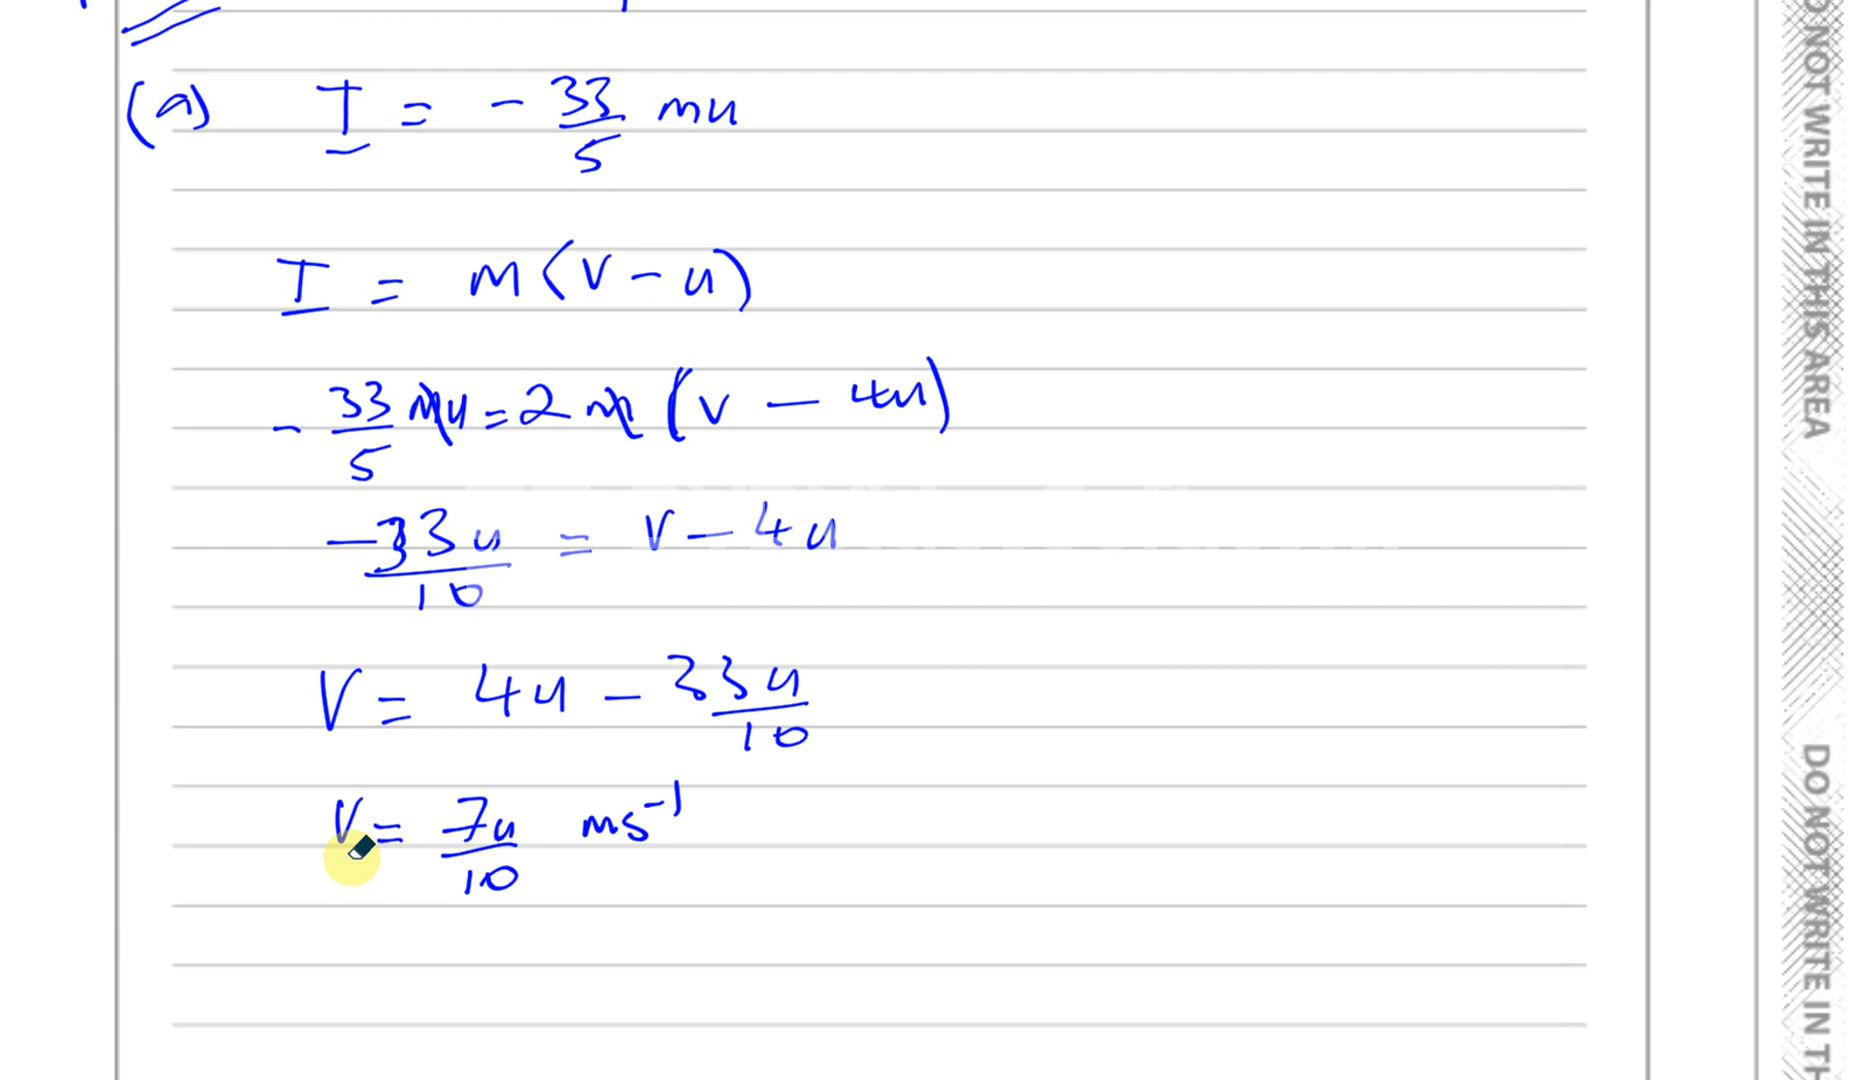 (a) I = - 33/5 mu
I = m(v - u)
- 33/5 mu = 2m (v - 4u)
-33u/10 = v - 4u
V = 4u - 33u/10
V = 7u/10 ms⁻¹
DO NOT WRITE IN THIS AREA
DO NOT WRITE IN TH